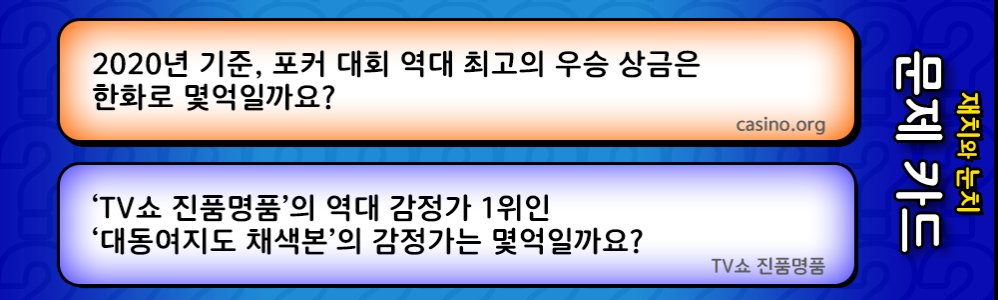 2020년 기준, 포커 대회 역대 최고의 우승 상금은
한화로 몇억일까요?
casino.org
‘TV쇼 진품명품’의 역대 감정가 1위인
‘대동여지도 채색본’의 감정가는 몇억일까요?
TV쇼 진품명품
재치와 눈치
문제 카드